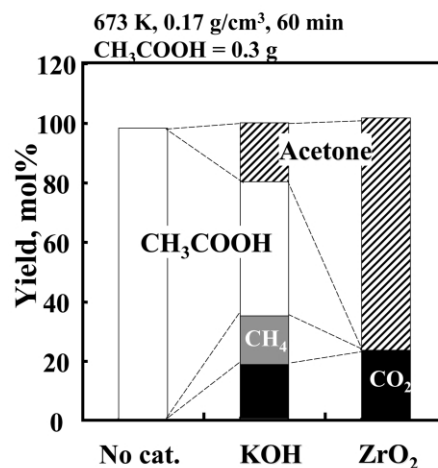 673 K, 0.17 g/cm³, 60 min
CH₃COOH = 0.3 g
120
100
80
60
40
20
0
Yield, mol%
Acetone
CH₃COOH
CH₄
CO₂
No cat.
KOH
ZrO₂